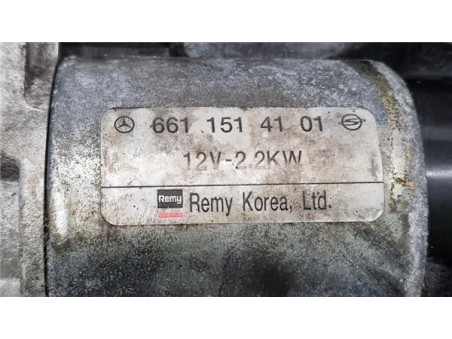 661 151 41 01
12V-2.2KW
Remy Remy Korea, Ltd.